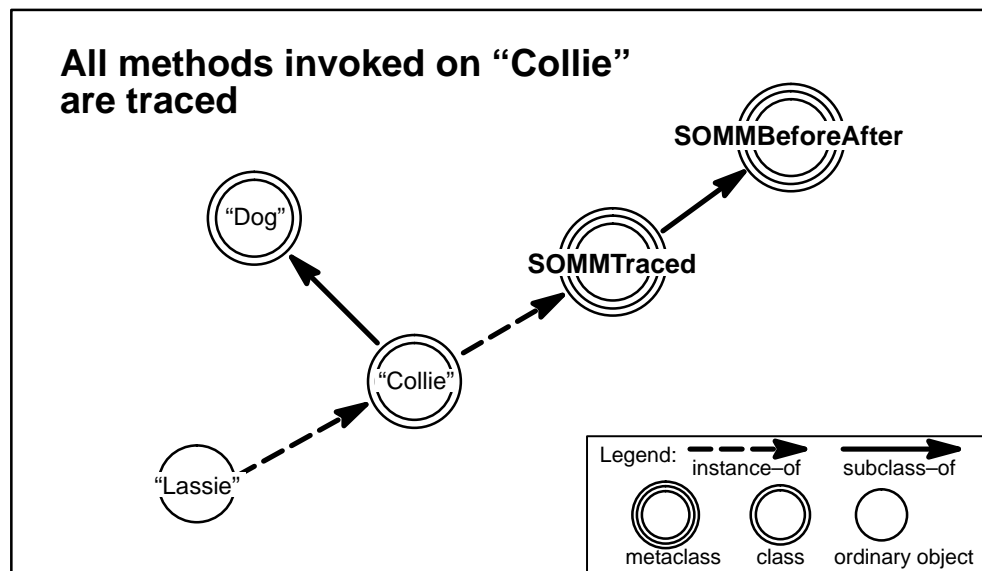 All methods invoked on “Collie”
are traced
SOMMBeforeAfter
“Dog”
SOMMTraced
“Collie”
“Lassie”
Legend:
instance–of
subclass–of
metaclass
class
ordinary object